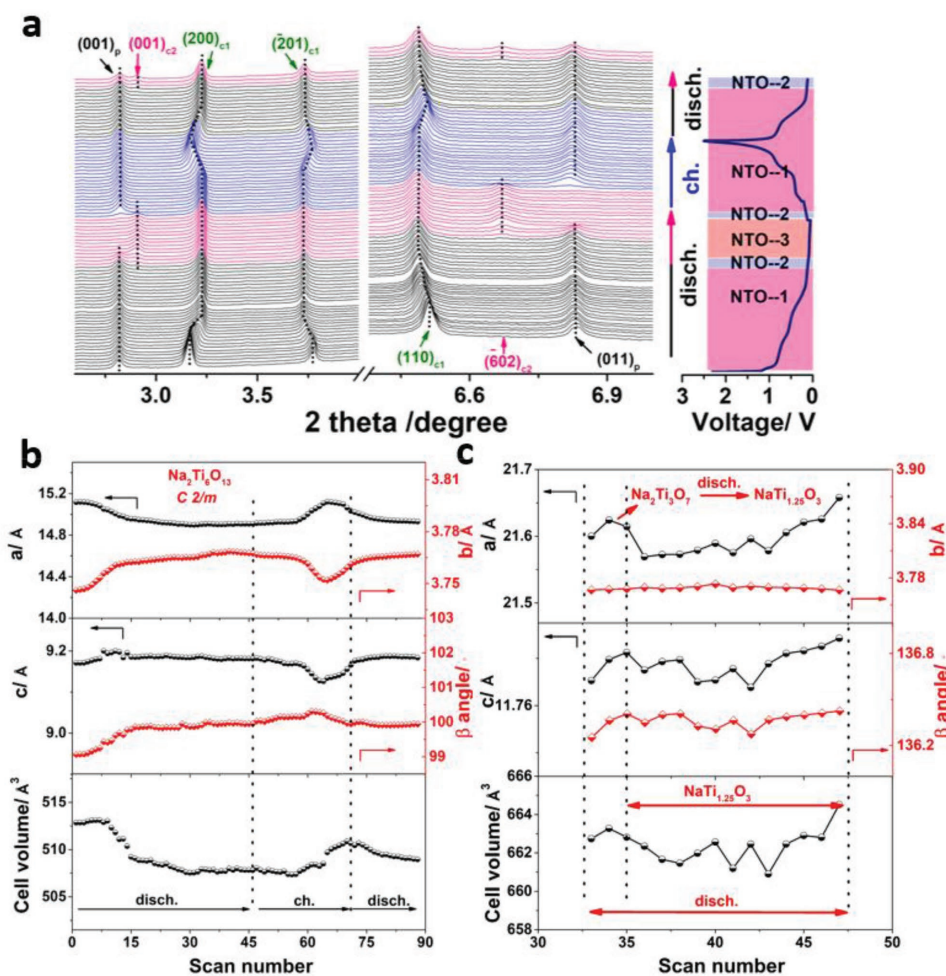 a
(001)p (001)c2 (200)c1 (2̄01)c1
(110)c1 (6̄02)c2 (011)p
3.0 3.3 6.6 6.9
2 theta /degree
disch. ch. disch.
NTO--2
NTO--1
NTO--2
NTO--3
NTO--2
NTO--1
3 2 1 0
Voltage/ V
b
Na2Ti6O13
C 2/m
15.2
14.8
14.4
14.0
a/ Å
3.81
3.78
3.75
b/ Å
9.2
9.0
c/ Å
103
102
101
100
99
β angle/
515
510
505
Cell volume/ Å3
disch. ch. disch.
0 15 30 45 60 75 90
Scan number
c
21.7
21.6
21.5
a/ Å
disch.
Na2Ti3O7 NaTi1.25O3
3.90
3.84
3.78
b/ Å
11.76
c/ Å
136.8
136.2
β angle/
666
664
662
660
658
Cell volume/ Å3
NaTi1.25O3
disch.
30 35 40 45 50
Scan number